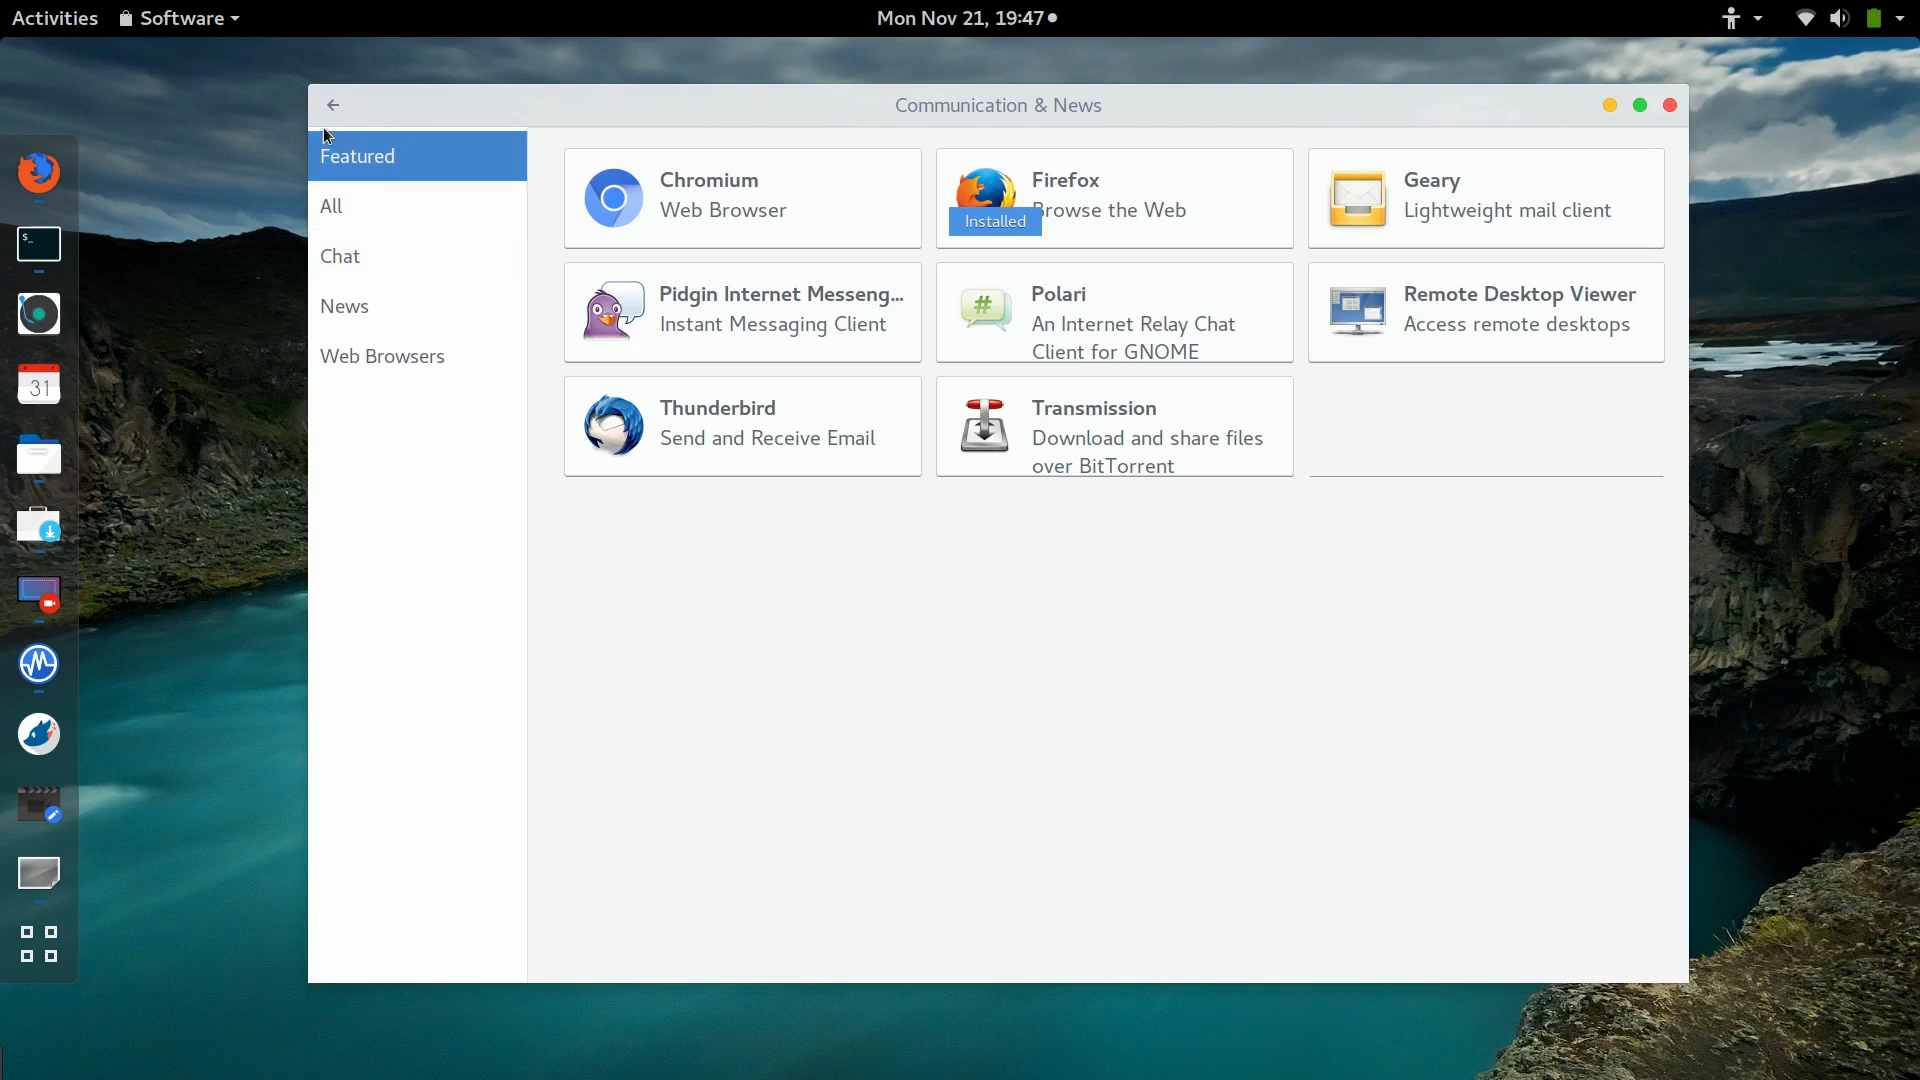 Activities
Software
Mon Nov 21, 19:47
Communication & News
Featured
All
Chat
News
Web Browsers
Chromium
Web Browser
Firefox
Browse the Web
Installed
Geary
Lightweight mail client
Pidgin Internet Messeng...
Instant Messaging Client
Polari
An Internet Relay Chat
Client for GNOME
Remote Desktop Viewer
Access remote desktops
Thunderbird
Send and Receive Email
Transmission
Download and share files
over BitTorrent
$_
31